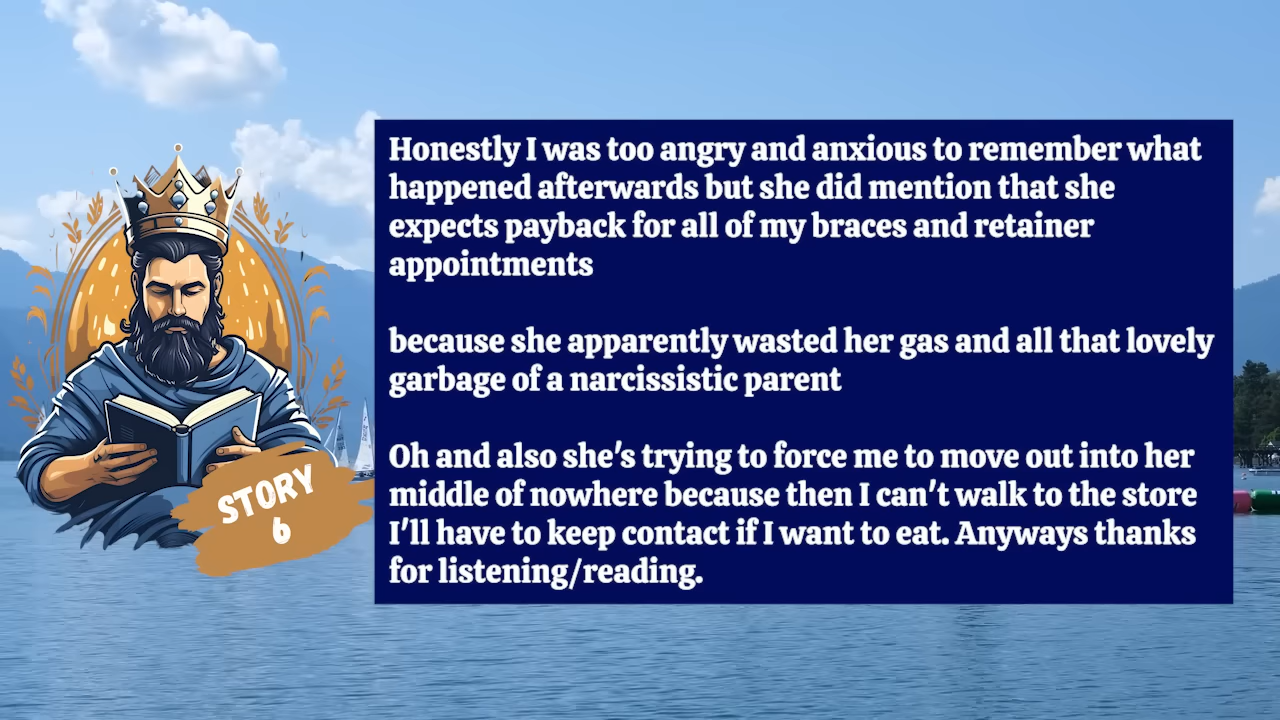 Honestly I was too angry and anxious to remember what
happened afterwards but she did mention that she
expects payback for all of my braces and retainer
appointments
because she apparently wasted her gas and all that lovely
garbage of a narcissistic parent
Oh and also she's trying to force me to move out into her
middle of nowhere because then I can't walk to the store
I'll have to keep contact if I want to eat. Anyways thanks
for listening/reading.
STORY
6